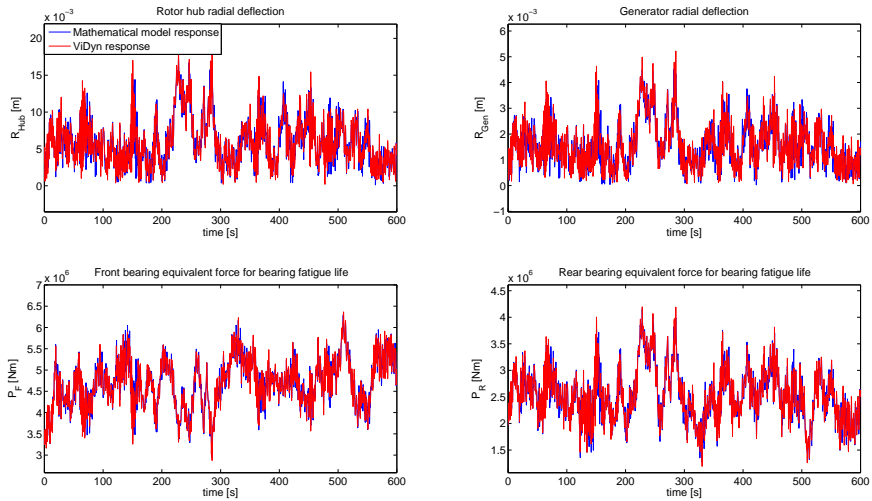 Rotor hub radial deflection
x 10⁻³
Mathematical model response
ViDyn response
20
15
10
5
0
R_Hub [m]
0 100 200 300 400 500 600
time [s]
Generator radial deflection
x 10⁻³
6
5
4
3
2
1
0
−1
R_Gen [m]
0 100 200 300 400 500 600
time [s]
Front bearing equivalent force for bearing fatigue life
x 10⁶
7
6.5
6
5.5
5
4.5
4
3.5
3
P_F [Nm]
0 100 200 300 400 500 600
time [s]
Rear bearing equivalent force for bearing fatigue life
x 10⁶
4.5
4
3.5
3
2.5
2
1.5
P_R [Nm]
0 100 200 300 400 500 600
time [s]